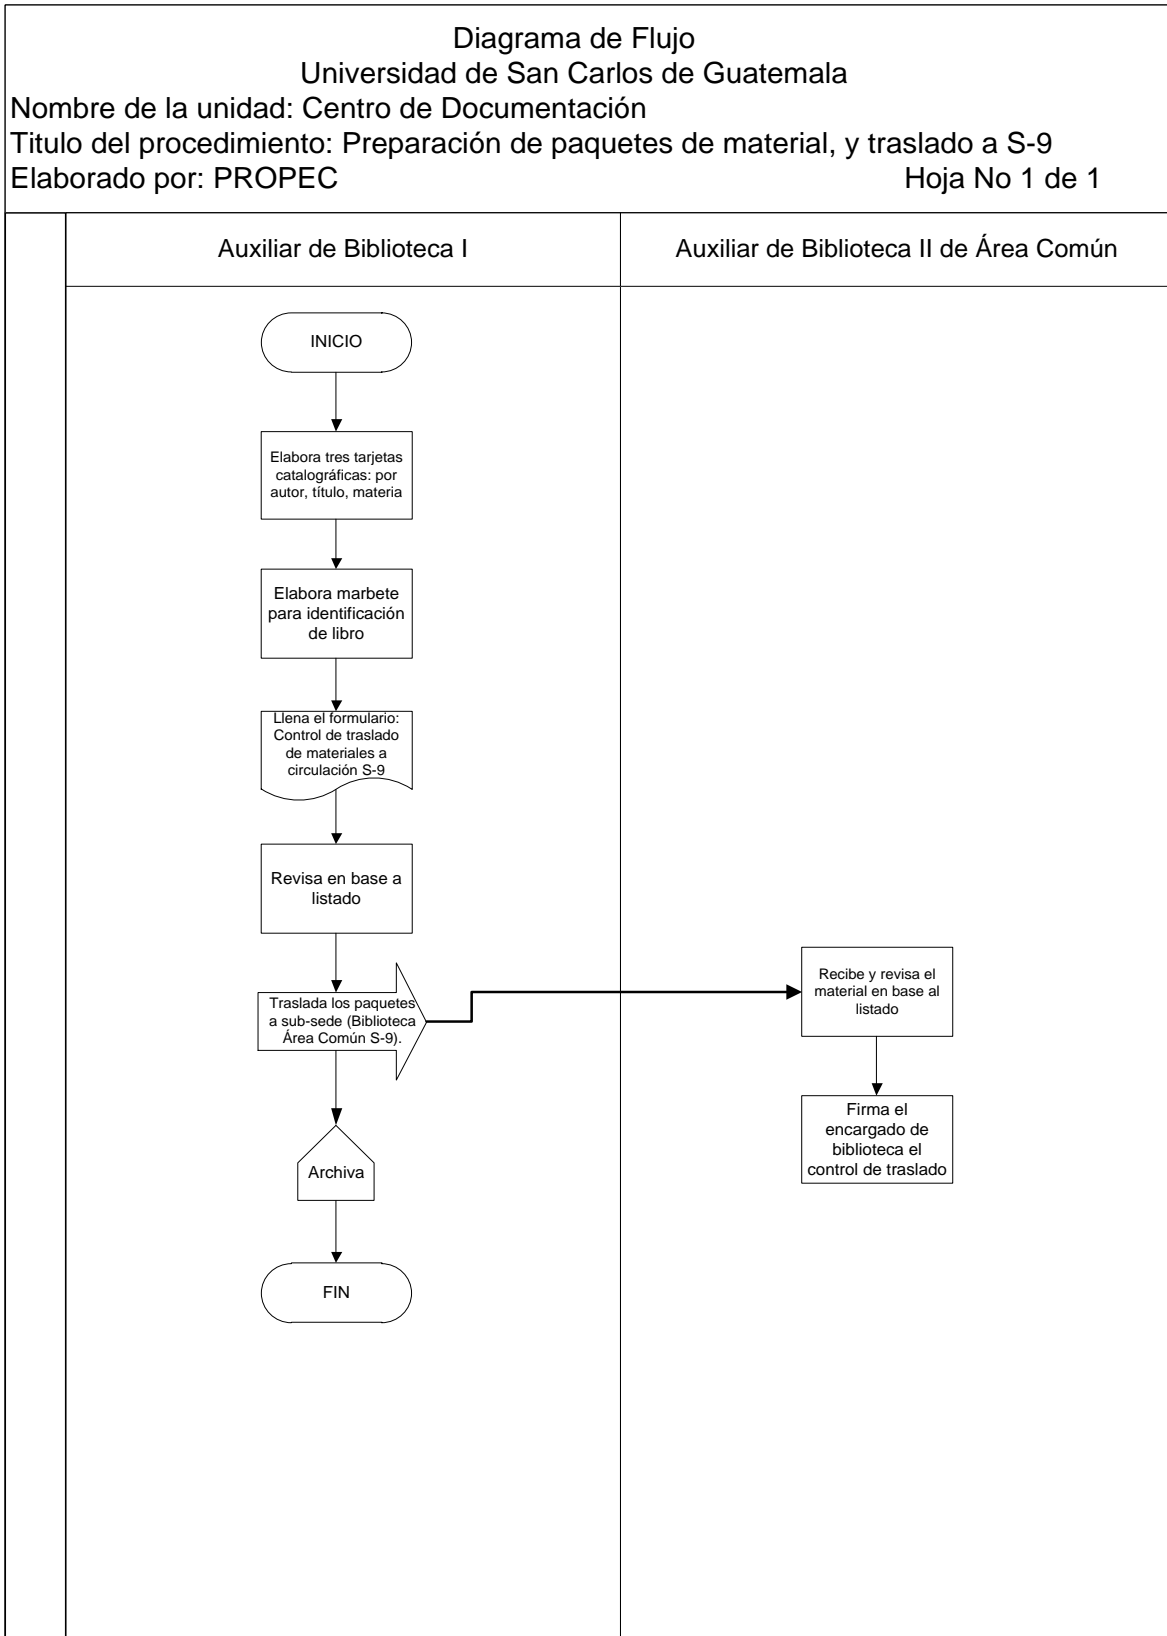 Diagrama de Flujo
Universidad de San Carlos de Guatemala
Nombre de la unidad: Centro de Documentación
Titulo del procedimiento: Preparación de paquetes de material, y traslado a S-9
Elaborado por: PROPEC Hoja No 1 de 1
Auxiliar de Biblioteca I
Auxiliar de Biblioteca II de Área Común
INICIO
Elabora tres tarjetas
catalográficas: por
autor, título, materia
Elabora marbete
para identificación
de libro
Llena el formulario:
Control de traslado
de materiales a
circulación S-9
Revisa en base a
listado
Traslada los paquetes
a sub-sede (Biblioteca
Área Común S-9).
Archiva
FIN
Recibe y revisa el
material en base al
listado
Firma el
encargado de
biblioteca el
control de traslado